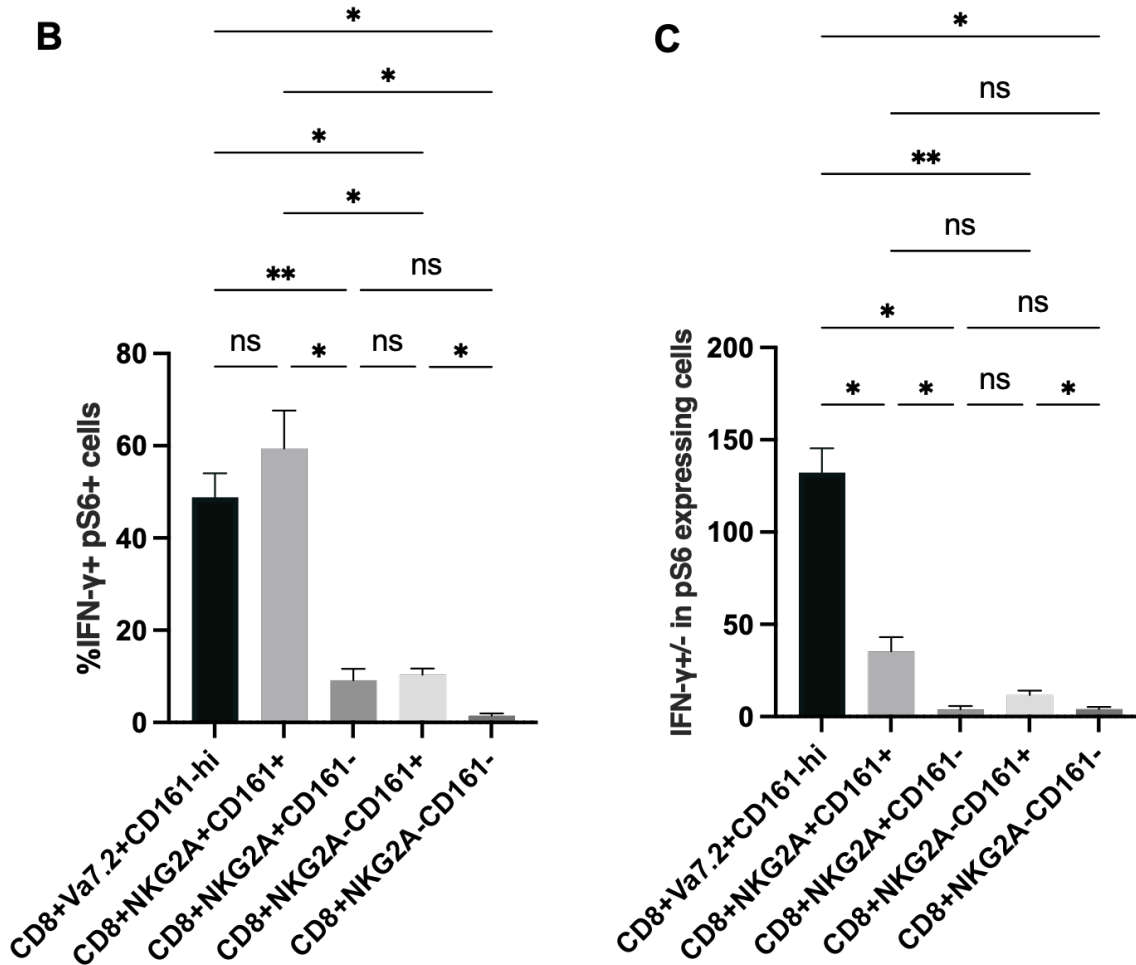 B
*
*
*
*
** ns
ns * ns *
%IFN-γ+ pS6+ cells
80
60
40
20
0
CD8+Va7.2+CD161-hi
CD8+NKG2A+CD161+
CD8+NKG2A+CD161-
CD8+NKG2A-CD161+
CD8+NKG2A-CD161-
C
*
ns
**
ns
* ns
* * ns *
IFN-γ+/- in pS6 expressing cells
200
150
100
50
0
CD8+Va7.2+CD161-hi
CD8+NKG2A+CD161+
CD8+NKG2A+CD161-
CD8+NKG2A-CD161+
CD8+NKG2A-CD161-